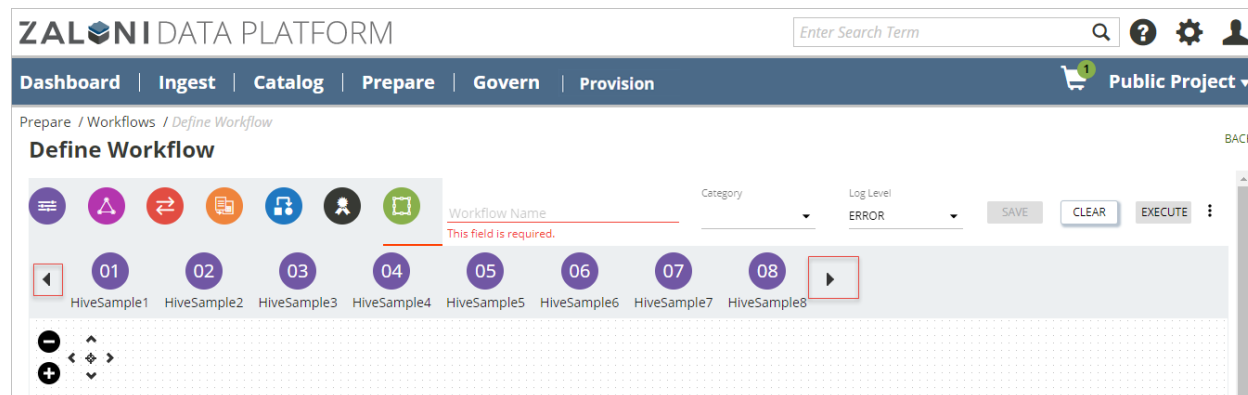 ZALONI DATA PLATFORM
Enter Search Term
Dashboard | Ingest | Catalog | Prepare | Govern | Provision
1
Public Project
Prepare / Workflows / Define Workflow
BACK
Define Workflow
Category
Log Level
Workflow Name
ERROR
SAVE
CLEAR
EXECUTE
This field is required.
01 02 03 04 05 06 07 08
HiveSample1 HiveSample2 HiveSample3 HiveSample4 HiveSample5 HiveSample6 HiveSample7 HiveSample8